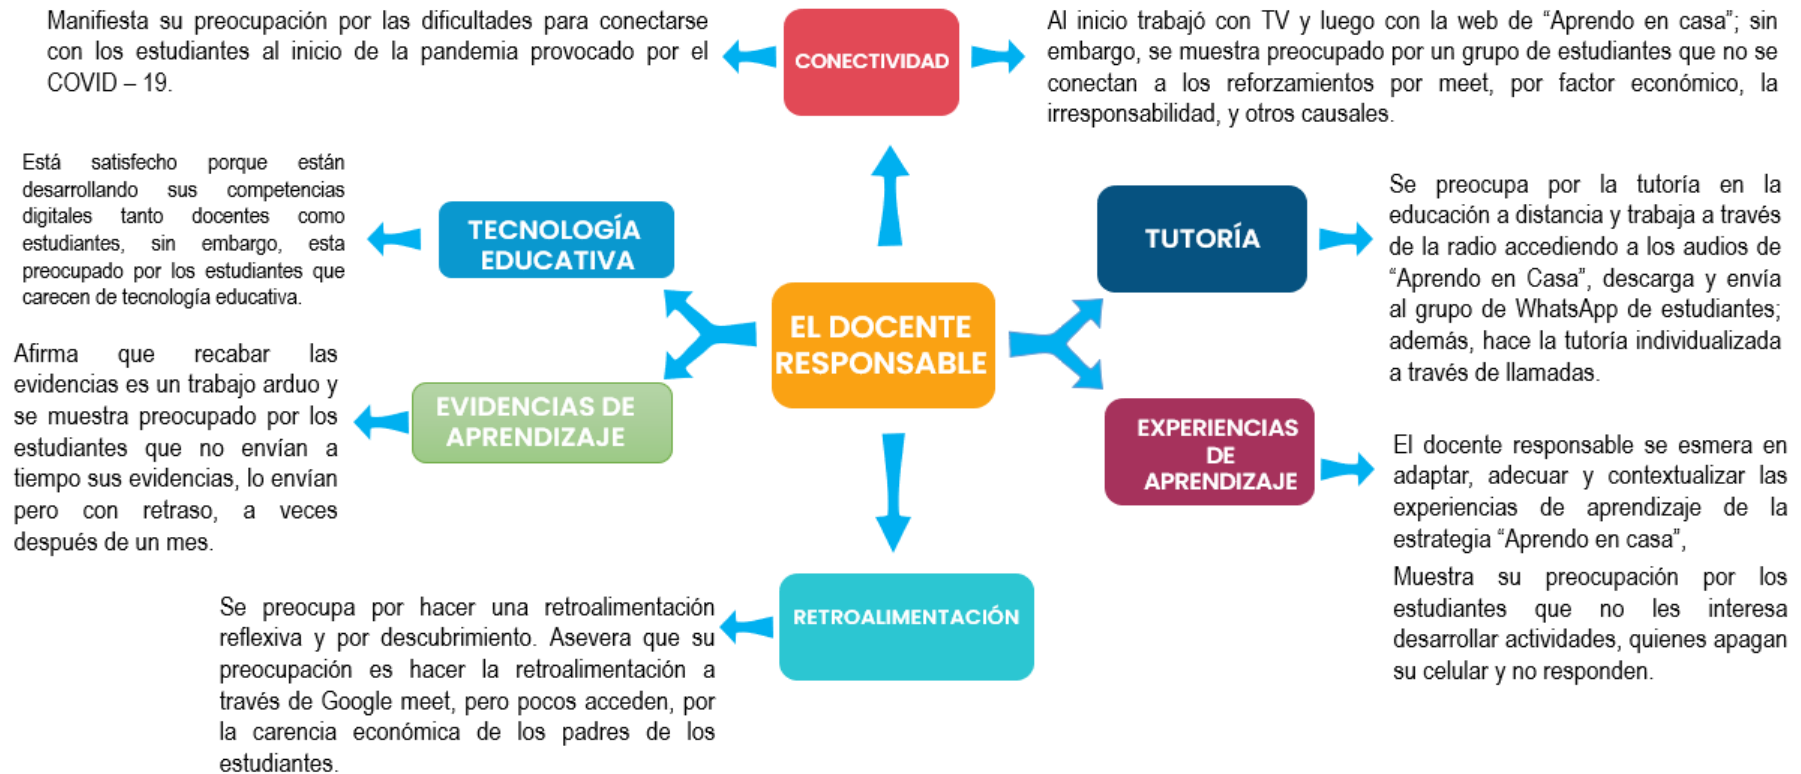 Manifiesta su preocupación por las dificultades para conectarse
con los estudiantes al inicio de la pandemia provocado por el
COVID – 19.
CONECTIVIDAD
Al inicio trabajó con TV y luego con la web de “Aprendo en casa”; sin
embargo, se muestra preocupado por un grupo de estudiantes que no se
conectan a los reforzamientos por meet, por factor económico, la
irresponsabilidad, y otros causales.
Está satisfecho porque están
desarrollando sus competencias
digitales tanto docentes como
estudiantes, sin embargo, esta
preocupado por los estudiantes que
carecen de tecnología educativa.
TECNOLOGÍA
EDUCATIVA
TUTORÍA
Se preocupa por la tutoría en la
educación a distancia y trabaja a través
de la radio accediendo a los audios de
“Aprendo en Casa”, descarga y envía
al grupo de WhatsApp de estudiantes;
además, hace la tutoría individualizada
a través de llamadas.
EL DOCENTE
RESPONSABLE
Afirma que recabar las
evidencias es un trabajo arduo y
se muestra preocupado por los
estudiantes que no envían a
tiempo sus evidencias, lo envían
pero con retraso, a veces
después de un mes.
EVIDENCIAS DE
APRENDIZAJE
EXPERIENCIAS
DE
APRENDIZAJE
El docente responsable se esmera en
adaptar, adecuar y contextualizar las
experiencias de aprendizaje de la
estrategia “Aprendo en casa”,
Muestra su preocupación por los
estudiantes que no les interesa
desarrollar actividades, quienes apagan
su celular y no responden.
Se preocupa por hacer una retroalimentación
reflexiva y por descubrimiento. Asevera que su
preocupación es hacer la retroalimentación a
través de Google meet, pero pocos acceden, por
la carencia económica de los padres de los
estudiantes.
RETROALIMENTACIÓN